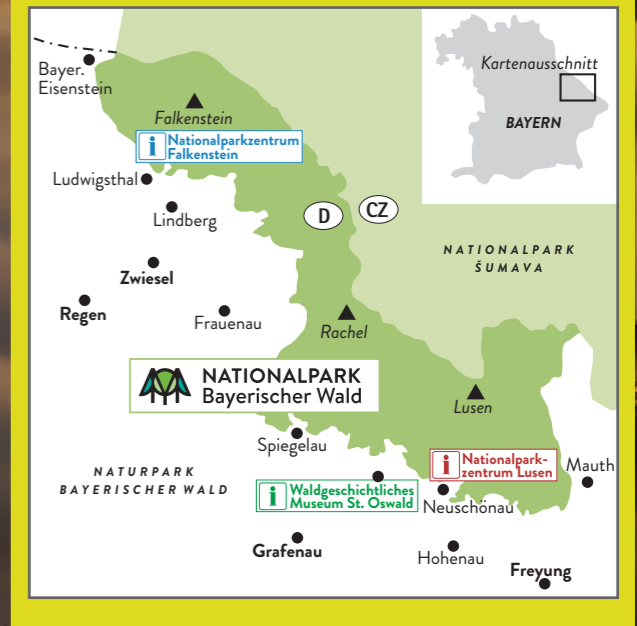 Bayer.
Eisenstein
Kartenausschnitt
BAYERN
Falkenstein
i Nationalparkzentrum
Falkenstein
Ludwigsthal
Lindberg
D
CZ
NATIONALPARK
ŠUMAVA
Zwiesel
Regen
Frauenau
Rachel
NATIONALPARK
Bayerischer Wald
Lusen
Spiegelau
NATURPARK
BAYERISCHER WALD
i Nationalpark-
zentrum Lusen
Mauth
i Waldgeschichtliches
Museum St. Oswald
Neuschönau
Grafenau
Hohenau
Freyung